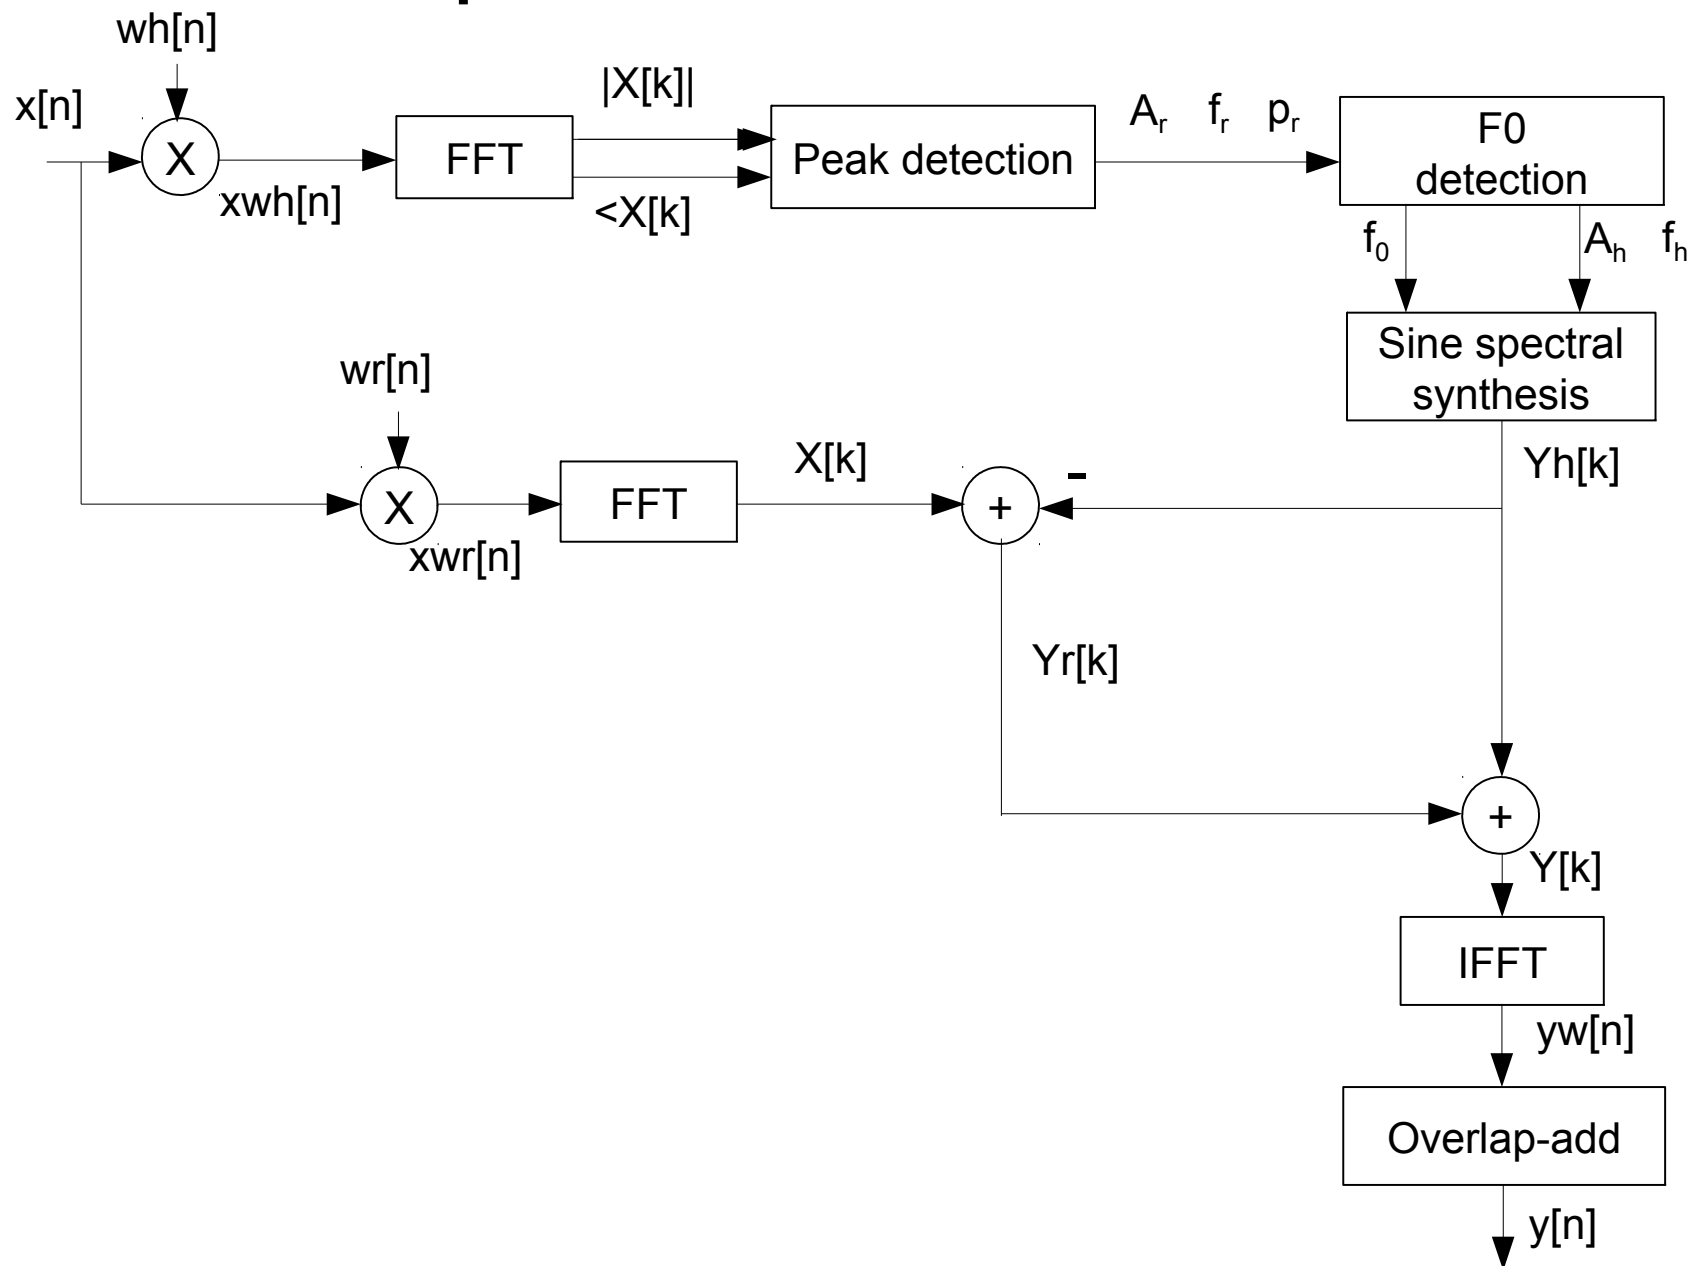 wh[n]
x[n]
X
xwh[n]
FFT
|X[k]|
<X[k]
Peak detection
Ar fr pr
F0
detection
f0
Ah fh
Sine spectral
synthesis
wr[n]
X
xwr[n]
FFT
X[k]
+
-
Yh[k]
Yr[k]
+
Y[k]
IFFT
yw[n]
Overlap-add
y[n]